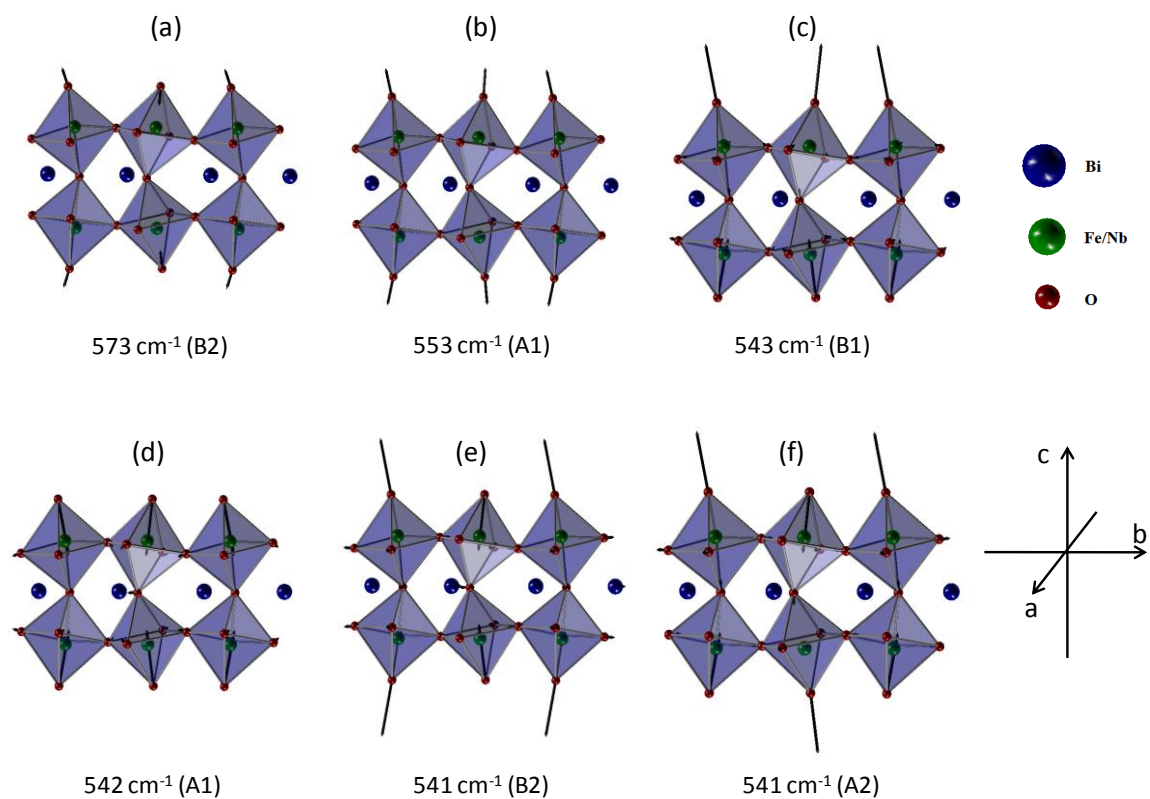 (a)
(b)
(c)
Bi
Fe/Nb
O
573 cm⁻¹ (B2)
553 cm⁻¹ (A1)
543 cm⁻¹ (B1)
(d)
(e)
(f)
c
b
a
542 cm⁻¹ (A1)
541 cm⁻¹ (B2)
541 cm⁻¹ (A2)